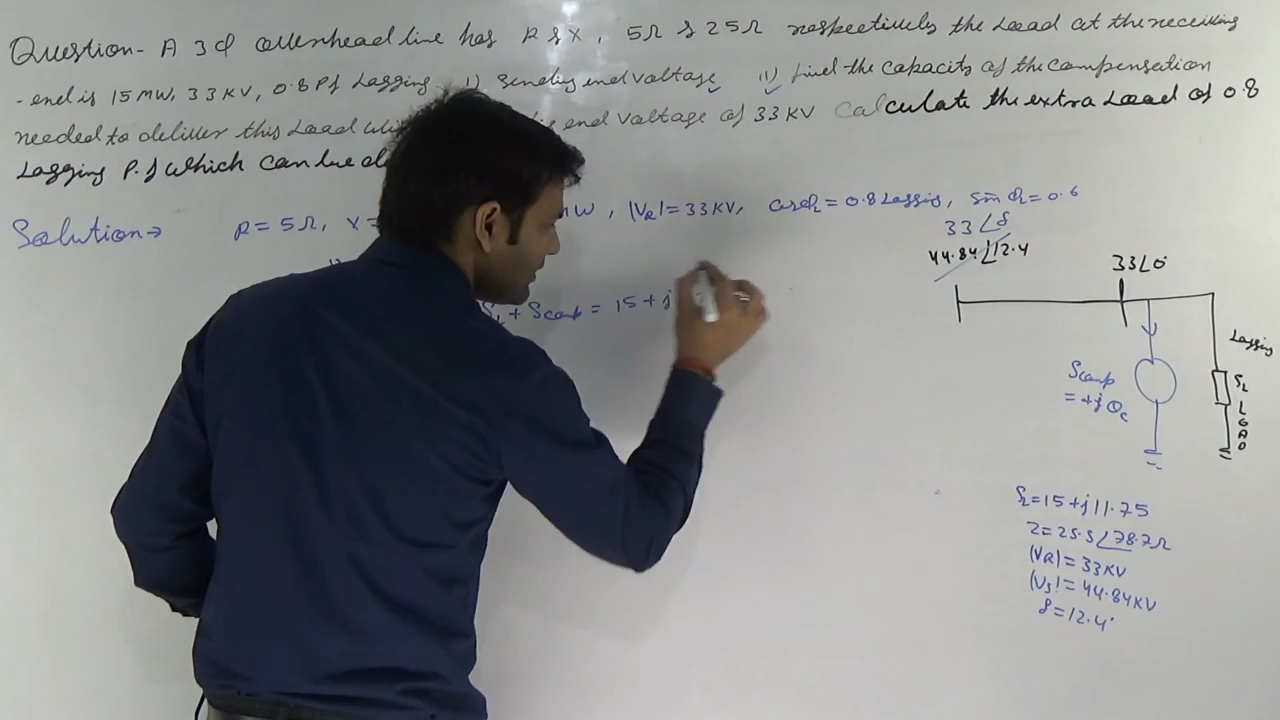 Question- A 3 φ overhead line has R & X, 5Ω & 25Ω respectively the Load at the receiving
- end is 15 MW, 33 KV, 0.8 Pf Lagging i) Sending end voltage ii) find the capacity of the compensation
needed to deliver this Load end Voltage of 33 KV Calculate the extra Load of 0.8
Lagging P.f which can be
Solution→ R = 5Ω, X = MW, |VR| = 33 KV, cosφr = 0.8 Lagging, sin φr = 0.6
33∠δ
44.84∠12.4
33∠0°
SL + Scomp = 15 + j
Lagging
Scomp
= +jQc
SL
LOAD
SL = 15 + j11.75
Z = 25.5∠78.7Ω
|VR| = 33 KV
|Vs| = 44.84 KV
δ = 12.4°